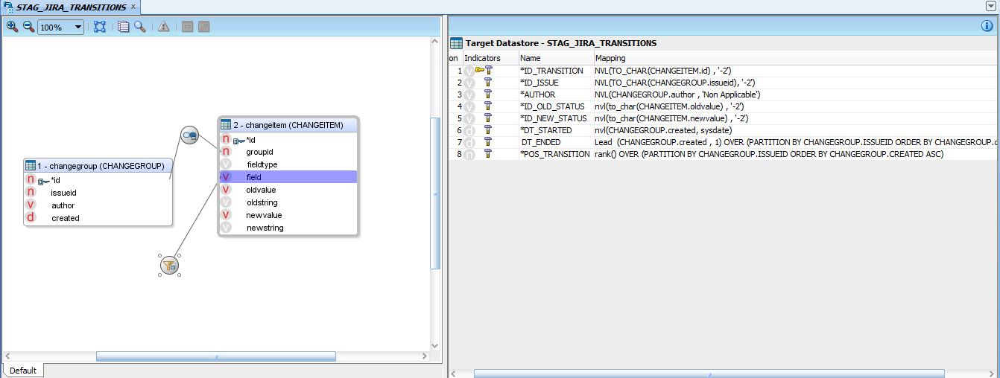 STAG_JIRA_TRANSITIONS x
100%
1 - changegroup (CHANGEGROUP)
n *id
n issueid
v author
d created
2 - changeitem (CHANGEITEM)
n *id
n groupid
v fieldtype
v field
v oldvalue
v oldstring
v newvalue
v newstring
Default
Target Datastore - STAG_JIRA_TRANSITIONS
on Indicators Name Mapping
1 v *ID_TRANSITION NVL(TO_CHAR(CHANGEITEM.id) , '-2')
2 v *ID_ISSUE NVL(TO_CHAR(CHANGEGROUP.issueid), '-2')
3 v *AUTHOR NVL(CHANGEGROUP.author , 'Non Applicable')
4 v *ID_OLD_STATUS nvl(to_char(CHANGEITEM.oldvalue) , '-2')
5 v *ID_NEW_STATUS nvl(to_char(CHANGEITEM.newvalue) , '-2')
6 d *DT_STARTED nvl(CHANGEGROUP.created, sysdate)
7 d DT_ENDED Lead (CHANGEGROUP.created , 1) OVER (PARTITION BY CHANGEGROUP.ISSUEID ORDER BY CHANGEGROUP.c
8 n *POS_TRANSITION rank() OVER (PARTITION BY CHANGEGROUP.ISSUEID ORDER BY CHANGEGROUP.CREATED ASC)